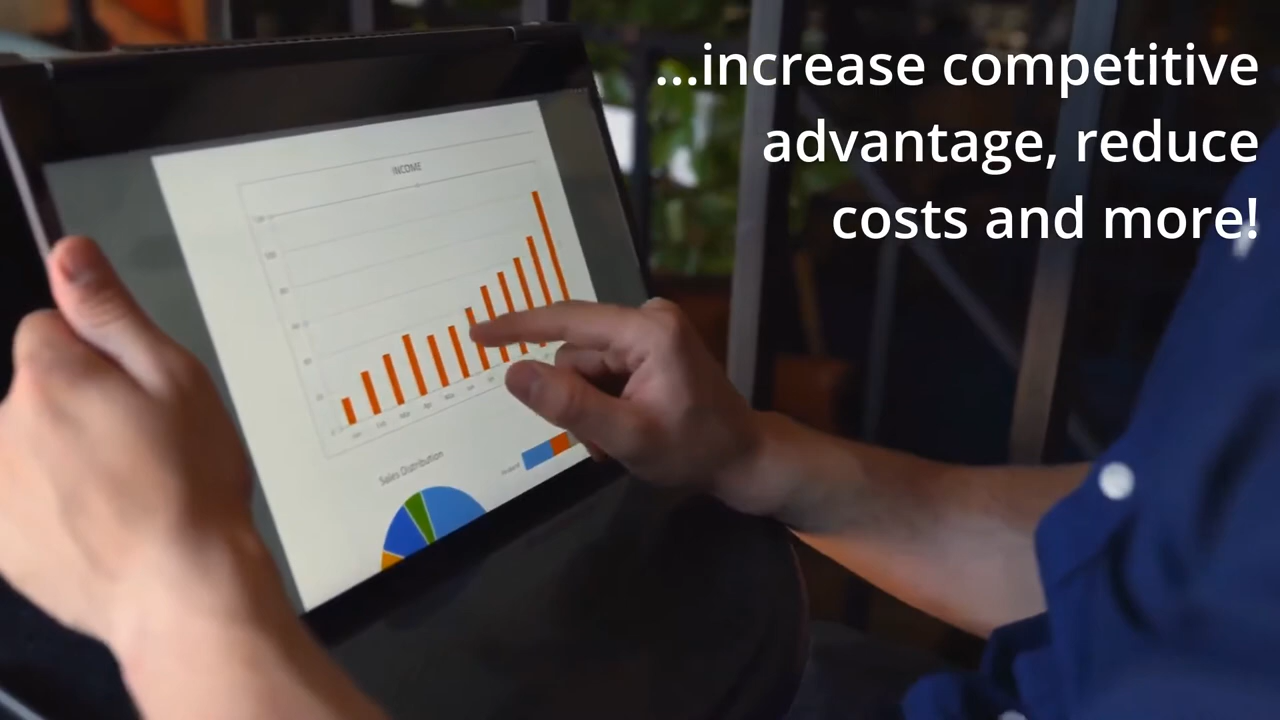 ...increase competitive
advantage, reduce
costs and more!
INCOME
Sales Distribution